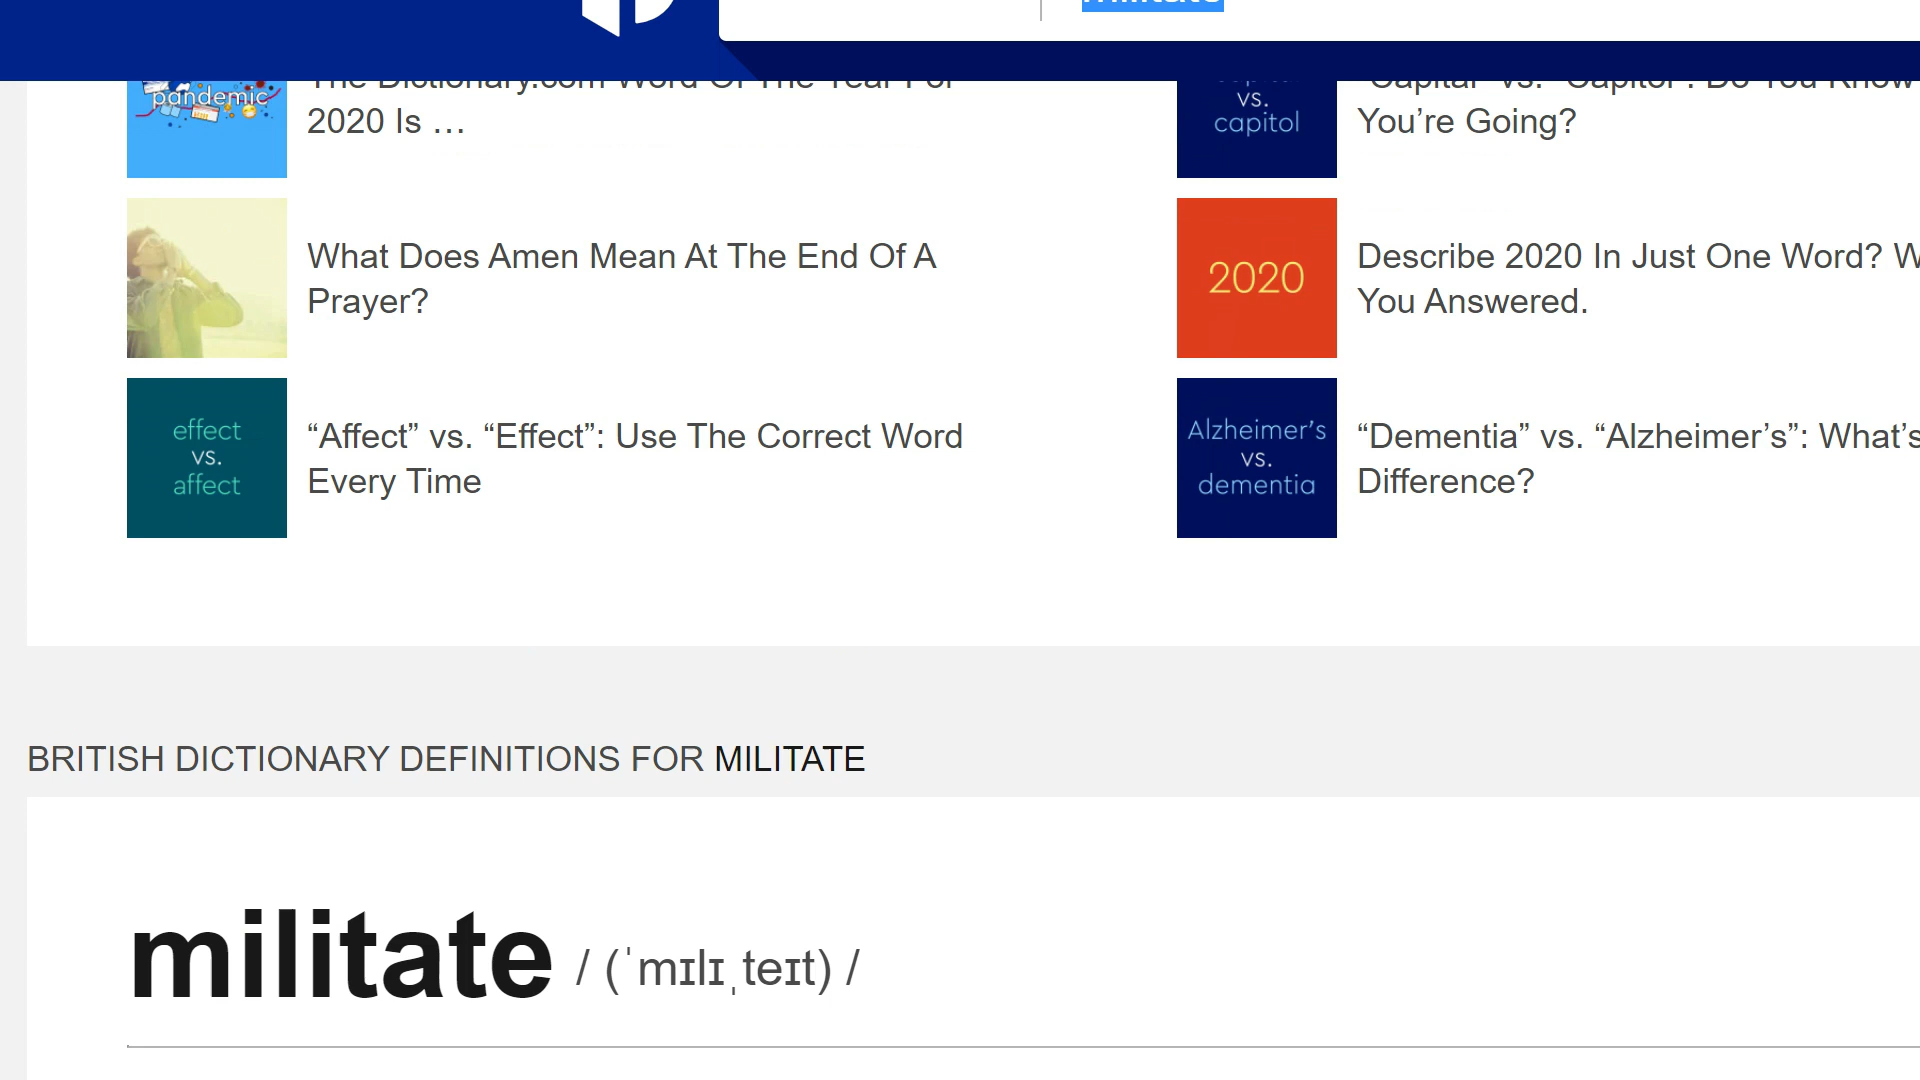 militate
The Dictionary.com Word Of The Year For
2020 Is …
pandemic
"Capital" vs. "Capitol": Do You Know
You’re Going?
vs.
capitol
What Does Amen Mean At The End Of A
Prayer?
2020
Describe 2020 In Just One Word?
You Answered.
effect
vs.
affect
“Affect” vs. “Effect”: Use The Correct Word
Every Time
Alzheimer’s
vs.
dementia
“Dementia” vs. “Alzheimer’s”: What’s
Difference?
BRITISH DICTIONARY DEFINITIONS FOR MILITATE
militate / (ˈmɪlɪˌteɪt) /